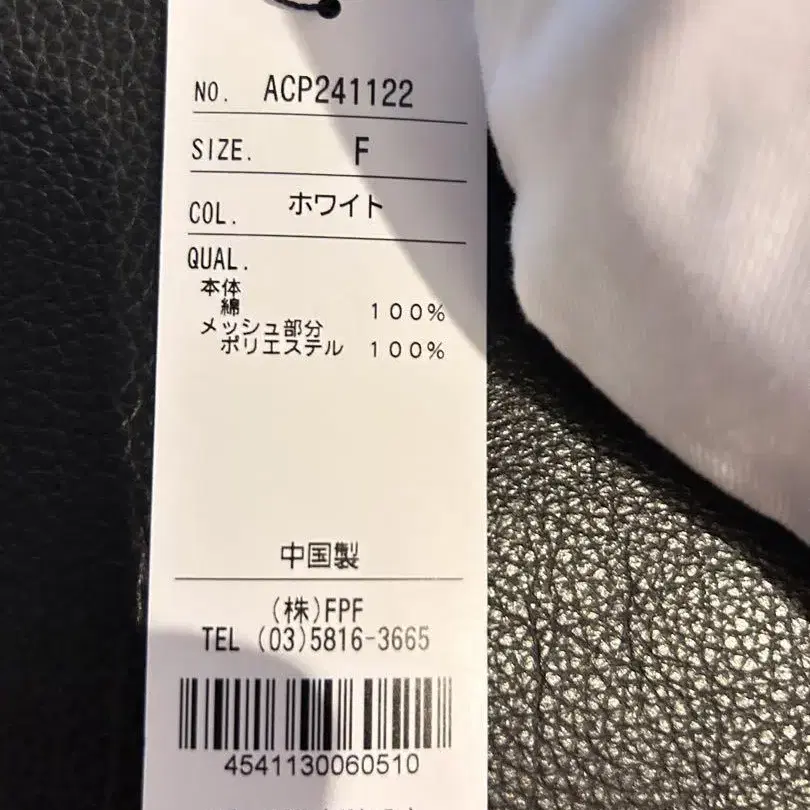 NO. ACP241122
SIZE. F
COL. ホワイト
QUAL.
本体
綿 100%
メッシュ部分
ポリエステル 100%
中国製
(株)FPF
TEL (03)5816-3665
4541130060510